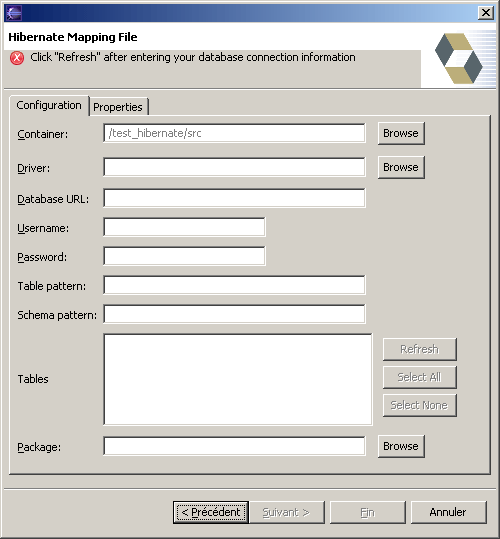 Hibernate Mapping File
Click "Refresh" after entering your database connection information
Configuration Properties
Container: /test_hibernate/src Browse
Driver: Browse
Database URL:
Username:
Password:
Table pattern:
Schema pattern:
Refresh
Tables Select All
Select None
Package: Browse
< Précédent Suivant > Fin Annuler